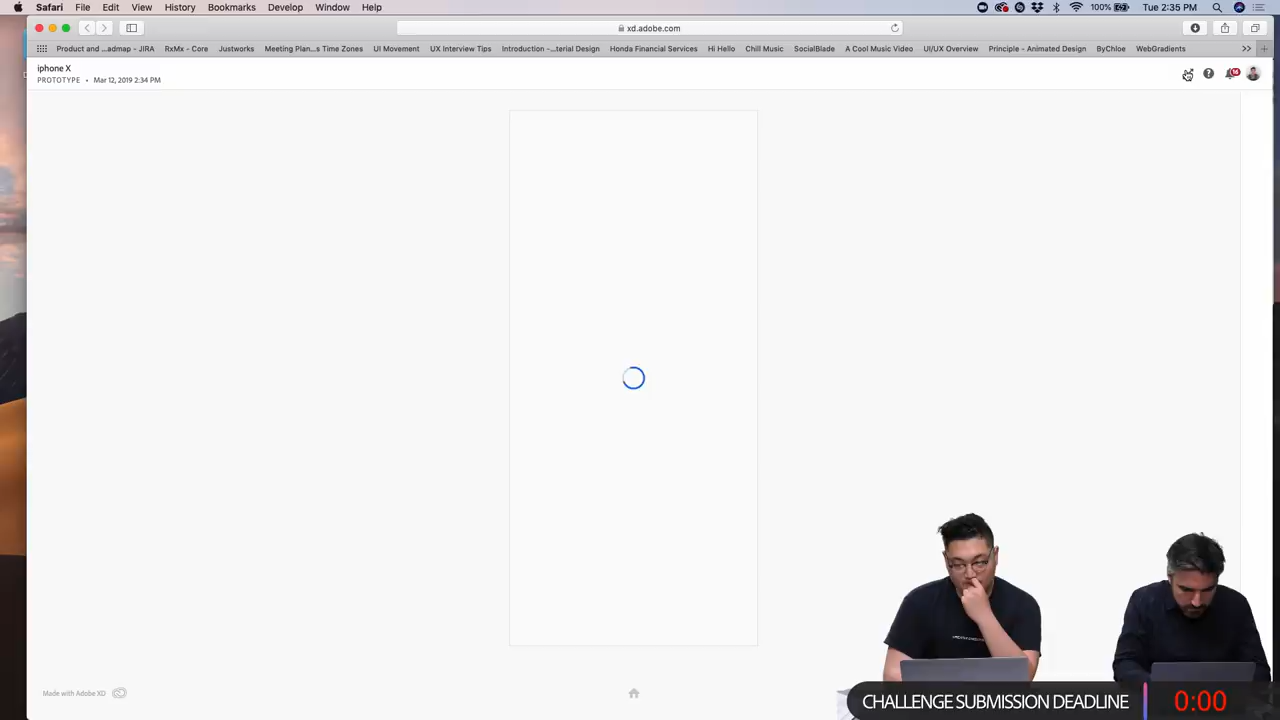 Safari File Edit View History Bookmarks Develop Window Help 100% Tue 2:35 PM
xd.adobe.com
Product and ...admap - JIRA RxMx - Core Justworks Meeting Plan...s Time Zones UI Movement UX Interview Tips Introduction -...terial Design Honda Financial Services Hi Hello Chill Music SocialBlade A Cool Music Video UI/UX Overview Principle - Animated Design ByChloe WebGradients
iphone X
PROTOTYPE • Mar 12, 2019 2:34 PM
16
Made with Adobe XD
CHALLENGE SUBMISSION DEADLINE 0:00